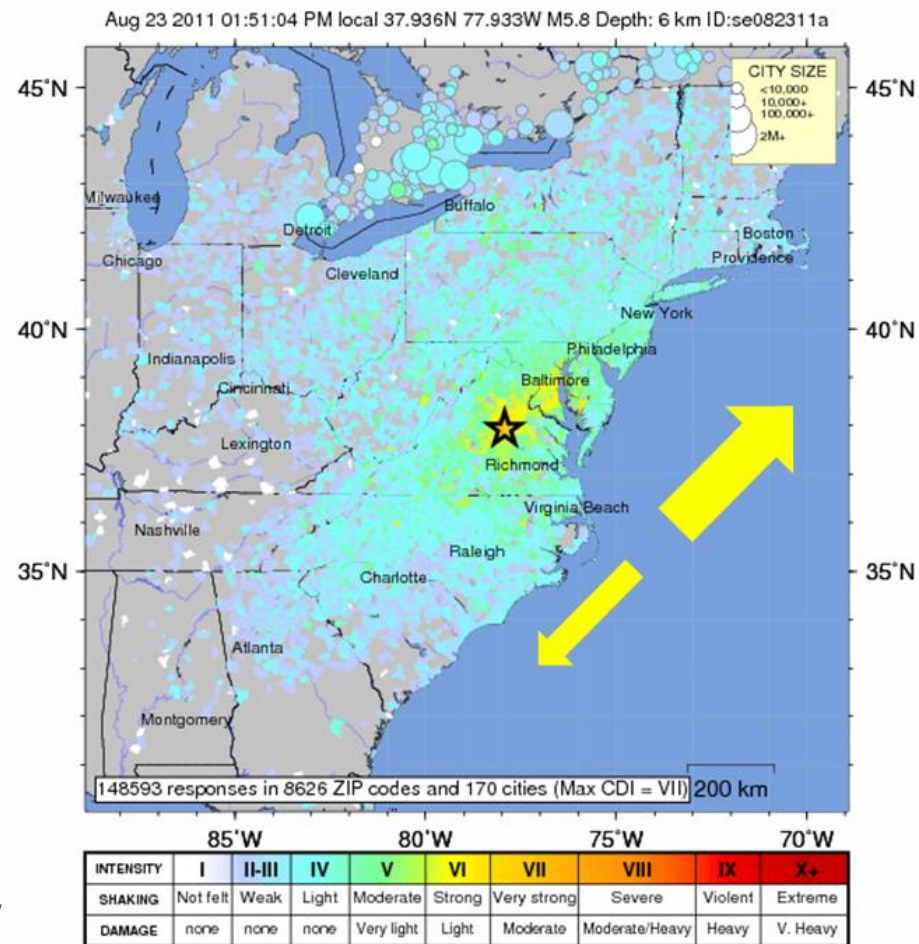 Aug 23 2011 01:51:04 PM local 37.936N 77.933W M5.8 Depth: 6 km ID:se082311a
CITY SIZE
<10,000
10,000+
100,000+
2M+
45°N
45°N
Milwaukee
Buffalo
Detroit
Boston
Providence
Chicago
Cleveland
New York
40°N
40°N
Philadelphia
Indianapolis
Baltimore
Cincinnati
Lexington
Richmond
Virginia Beach
Nashville
Raleigh
35°N
35°N
Charlotte
Atlanta
Montgomery
148593 responses in 8626 ZIP codes and 170 cities (Max CDI = VII)
200 km
85°W 80°W 75°W 70°W
INTENSITY I II-III IV V VI VII VIII IX X+
SHAKING Not felt Weak Light Moderate Strong Very strong Severe Violent Extreme
DAMAGE none none none Very light Light Moderate Moderate/Heavy Heavy V. Heavy